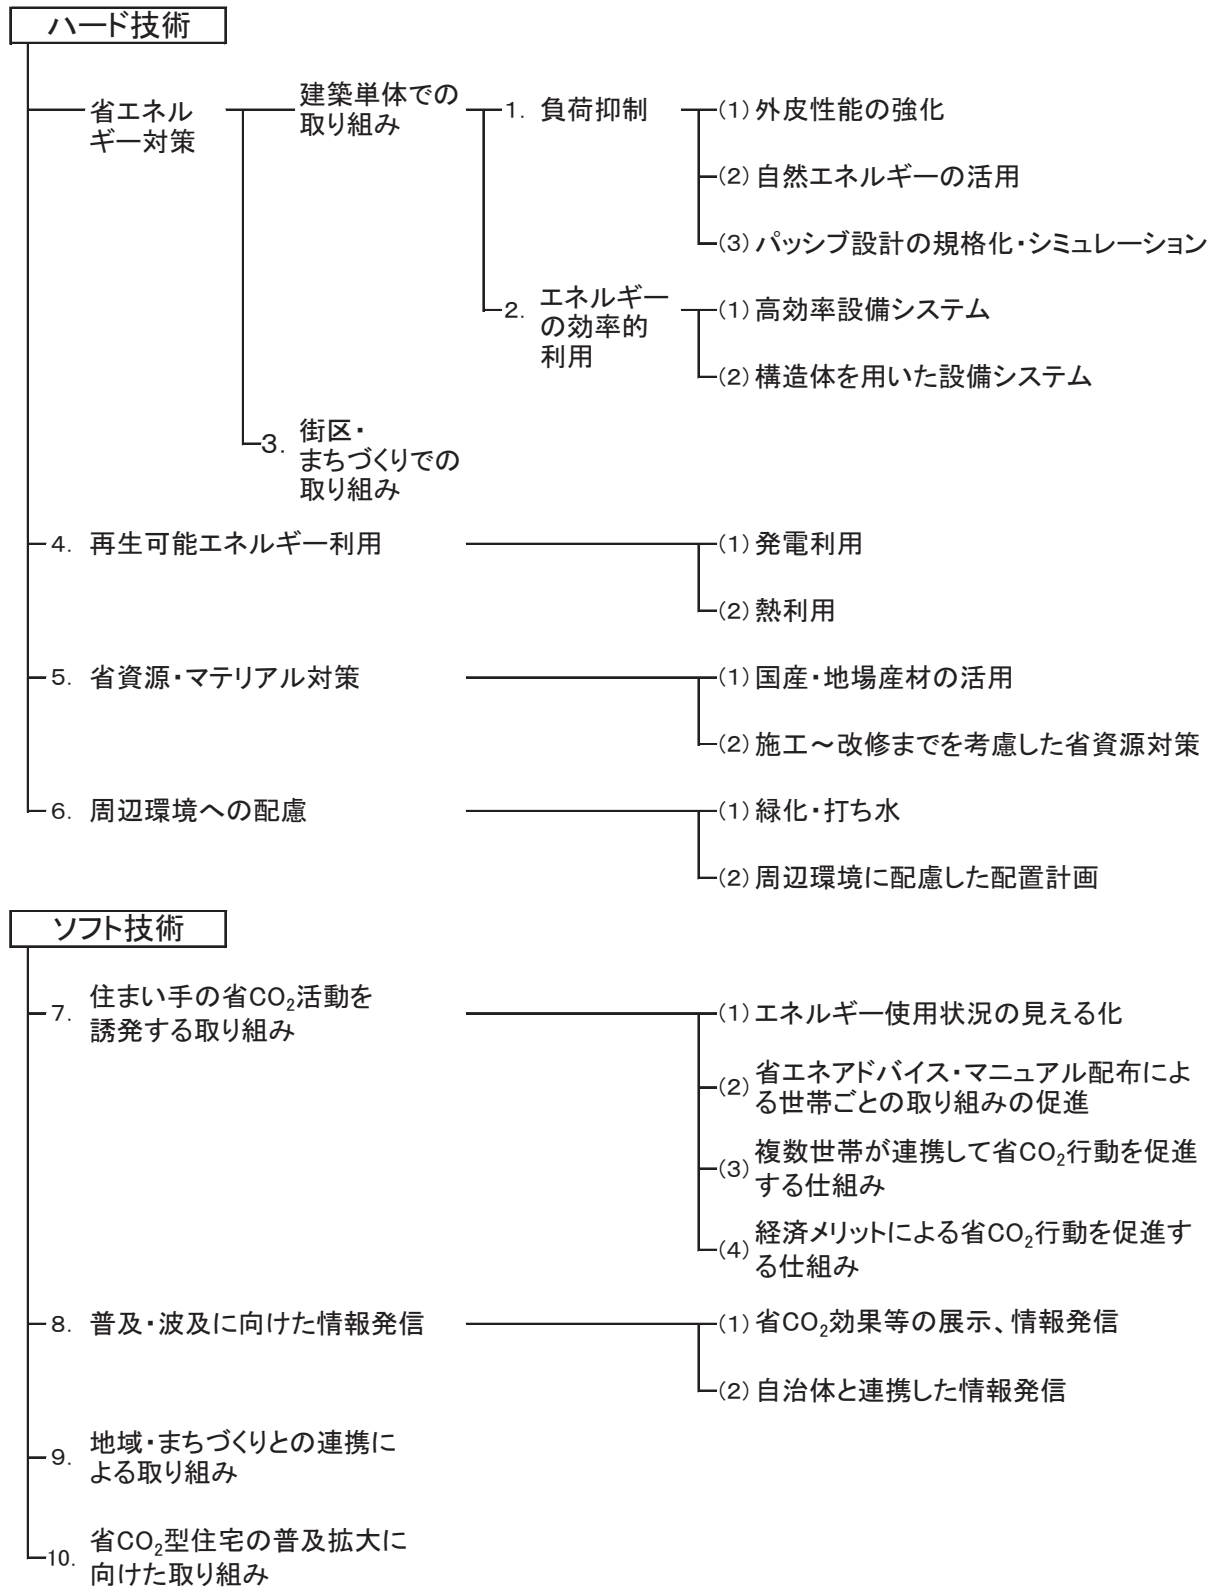 ハード技術
省エネル
ギー対策
建築単体での
取り組み
1. 負荷抑制
(1) 外皮性能の強化
(2) 自然エネルギーの活用
(3) パッシブ設計の規格化・シミュレーション
2. エネルギー
の効率的
利用
(1) 高効率設備システム
(2) 構造体を用いた設備システム
3. 街区・
まちづくりでの
取り組み
4. 再生可能エネルギー利用
(1) 発電利用
(2) 熱利用
5. 省資源・マテリアル対策
(1) 国産・地場産材の活用
(2) 施工～改修までを考慮した省資源対策
6. 周辺環境への配慮
(1) 緑化・打ち水
(2) 周辺環境に配慮した配置計画
ソフト技術
7. 住まい手の省CO₂活動を
誘発する取り組み
(1) エネルギー使用状況の見える化
(2) 省エネアドバイス・マニュアル配布によ
る世帯ごとの取り組みの促進
(3) 複数世帯が連携して省CO₂行動を促進
する仕組み
(4) 経済メリットによる省CO₂行動を促進す
る仕組み
8. 普及・波及に向けた情報発信
(1) 省CO₂効果等の展示、情報発信
(2) 自治体と連携した情報発信
9. 地域・まちづくりとの連携に
よる取り組み
10. 省CO₂型住宅の普及拡大に
向けた取り組み